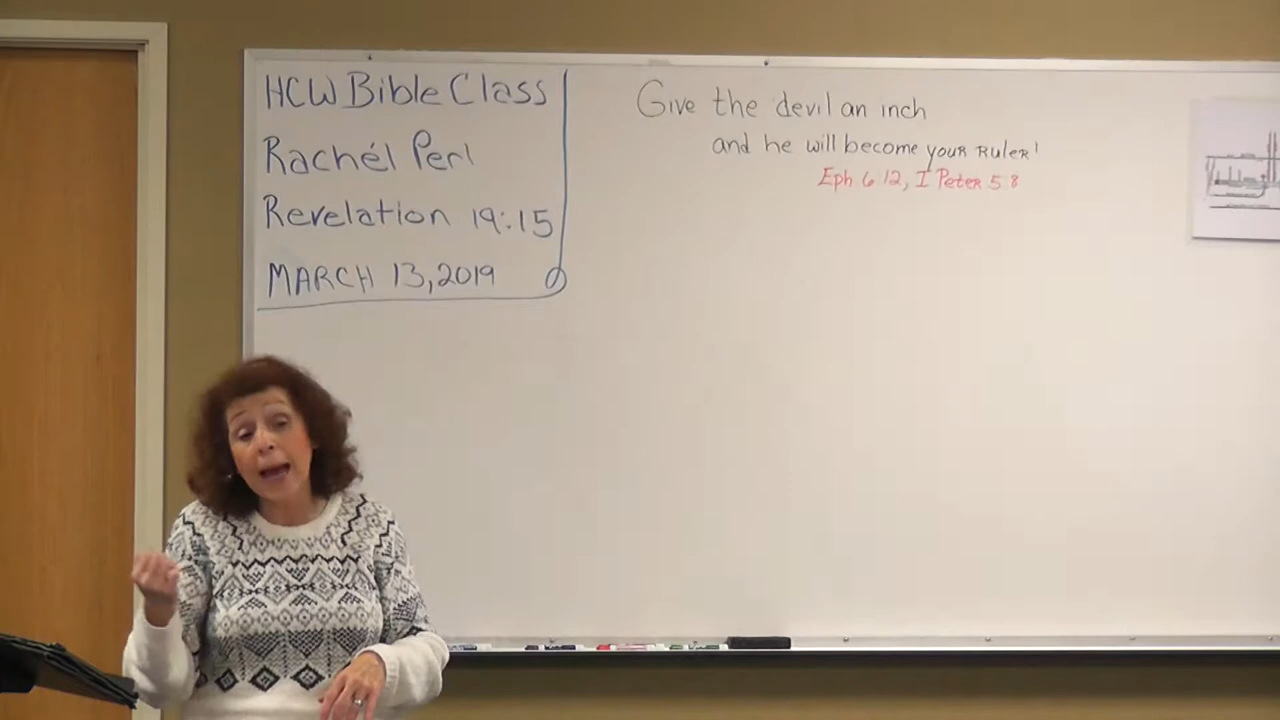 HCW Bible Class
Rachél Perl
Revelation 19:15
MARCH 13, 2019
Give the devil an inch
and he will become your RULER!
Eph 6 12, I Peter 5 8